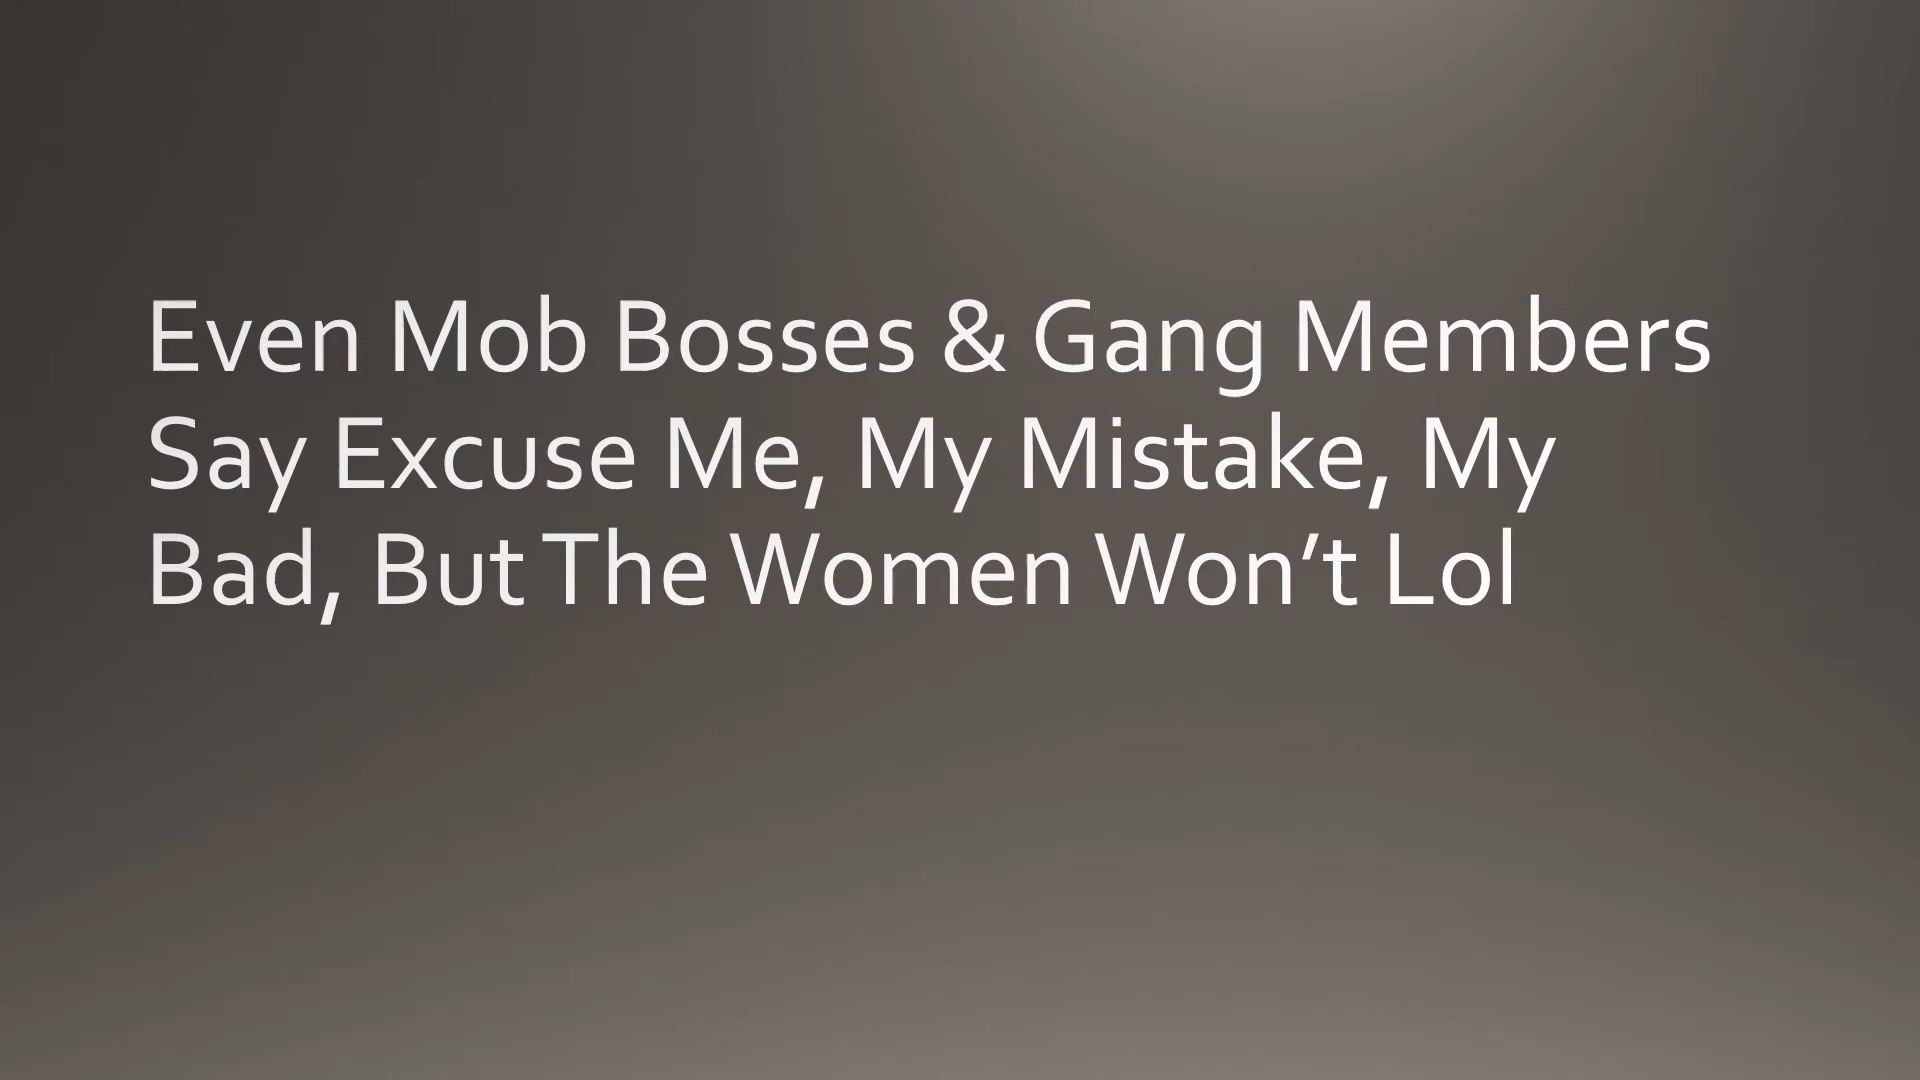 Even Mob Bosses & Gang Members
Say Excuse Me, My Mistake, My
Bad, But The Women Won’t Lol